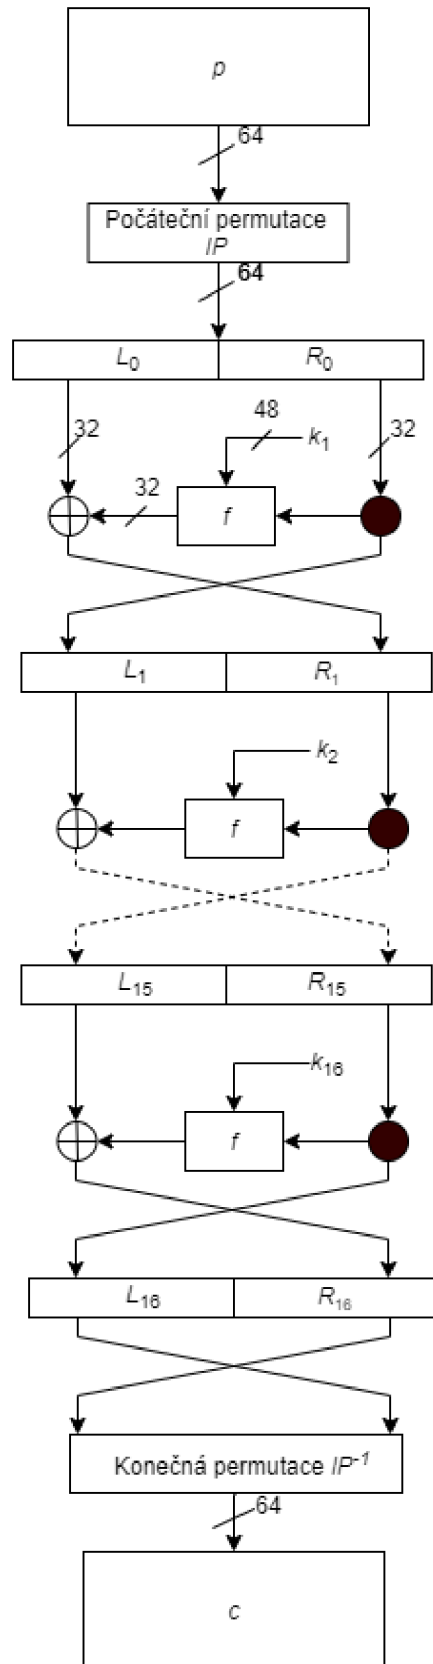 p
64
Počáteční permutace
IP
64
L0 R0
32 48 k1 32
32 f
L1 R1
k2
f
L15 R15
k16
f
L16 R16
Konečná permutace IP-1
64
c